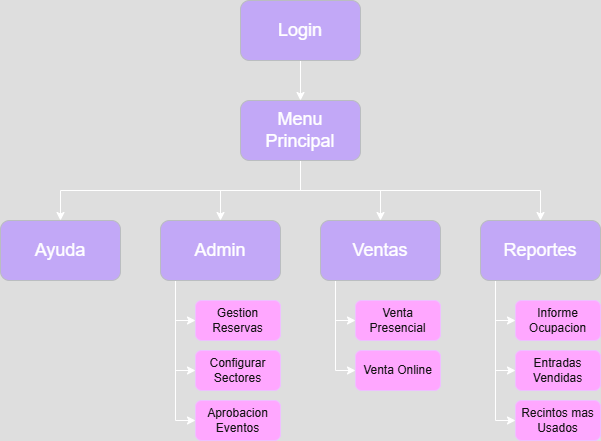 Login
Menu
Principal
Ayuda
Admin
Ventas
Reportes
Gestion
Reservas
Configurar
Sectores
Aprobacion
Eventos
Venta
Presencial
Venta Online
Informe
Ocupacion
Entradas
Vendidas
Recintos mas
Usados